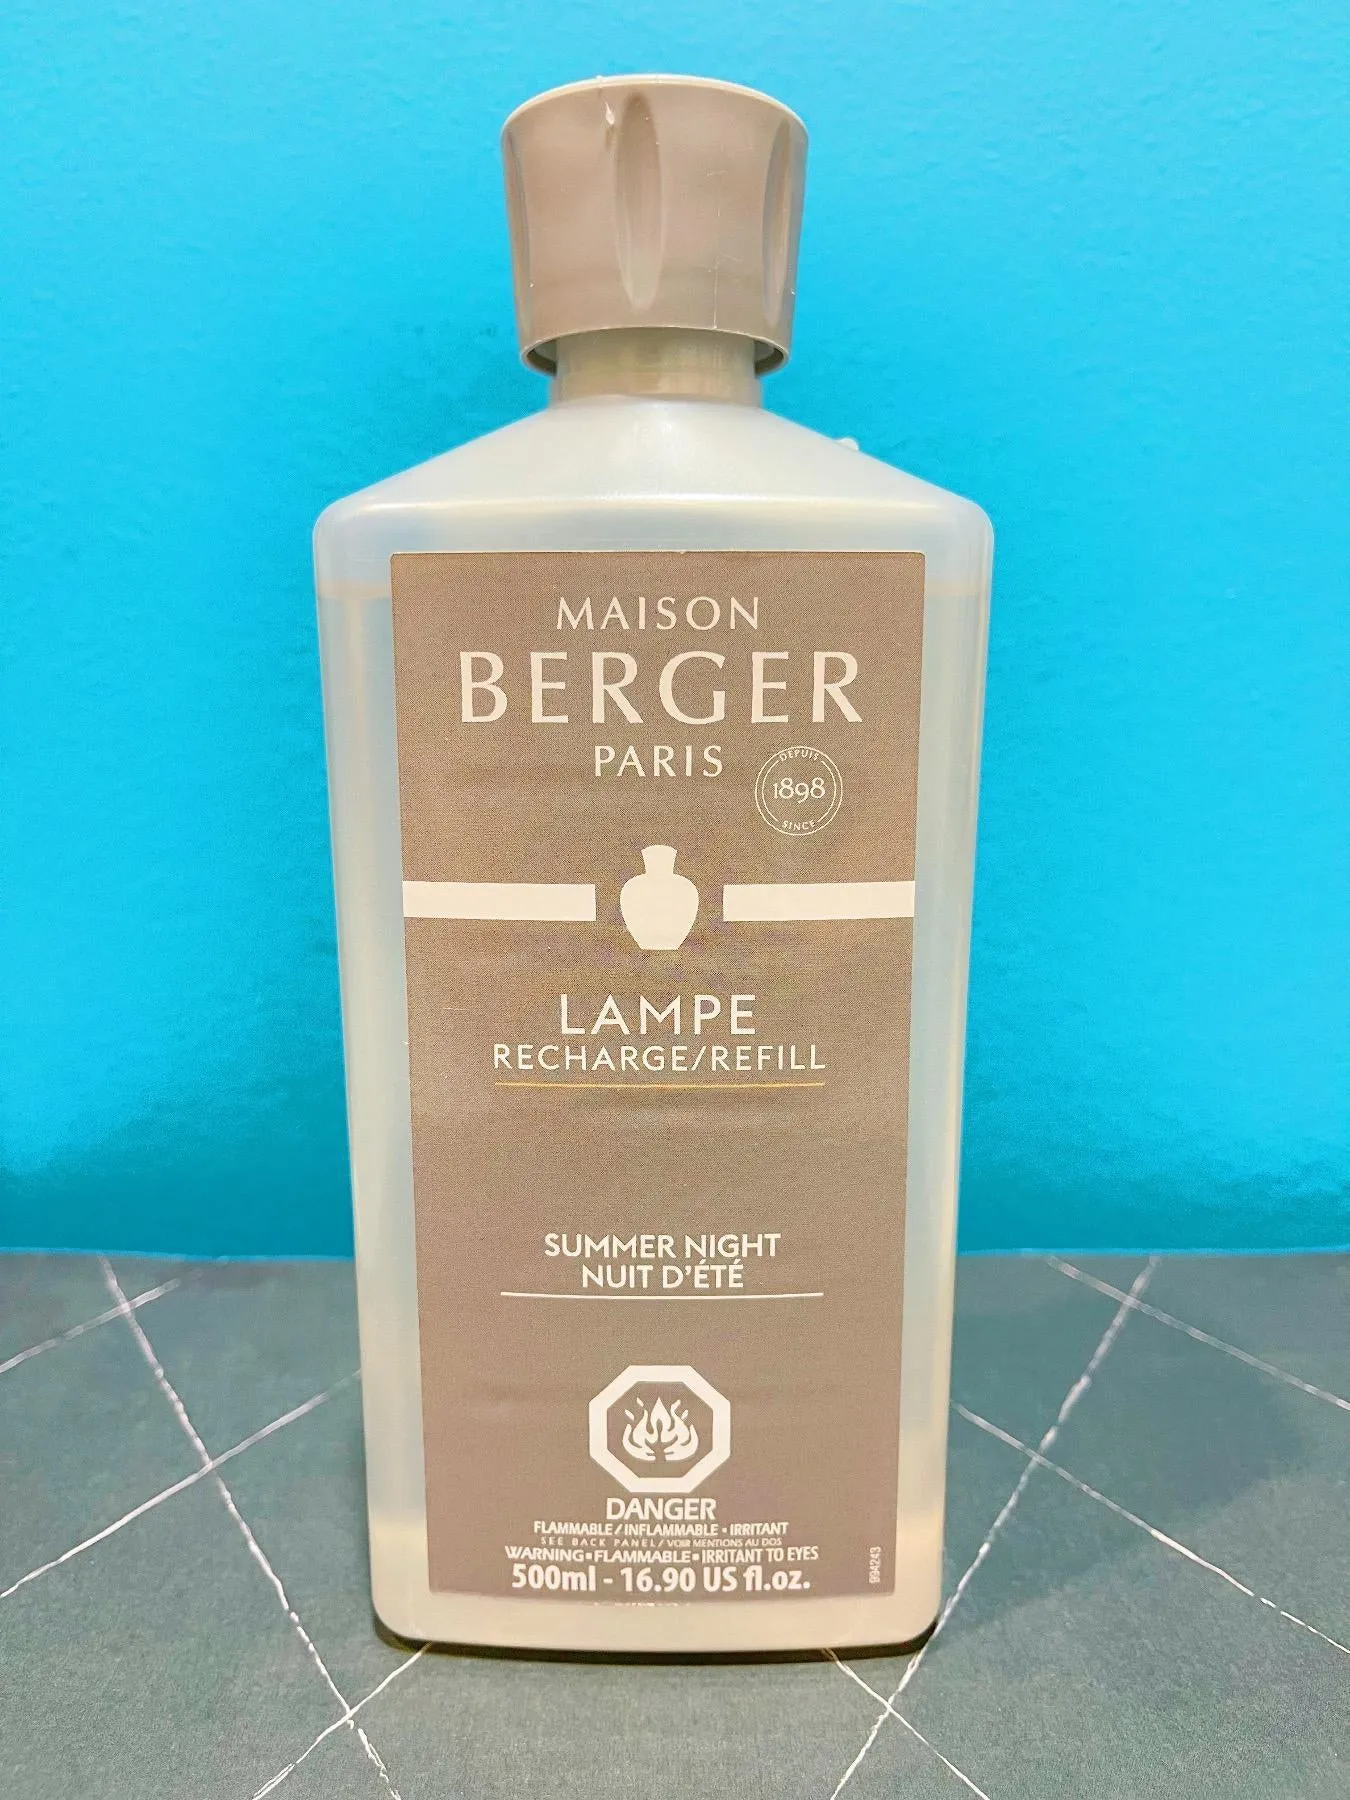 MAISON
BERGER
PARIS
DEPUIS
1898
SINCE
LAMPE
RECHARGE/REFILL
SUMMER NIGHT
NUIT D'ÉTÉ
DANGER
FLAMMABLE/INFLAMMABLE • IRRITANT
SEE BACK PANEL/VOIR MENTIONS AU DOS
WARNING • FLAMMABLE • IRRITANT TO EYES
500ml - 16.90 US fl.oz.
994243